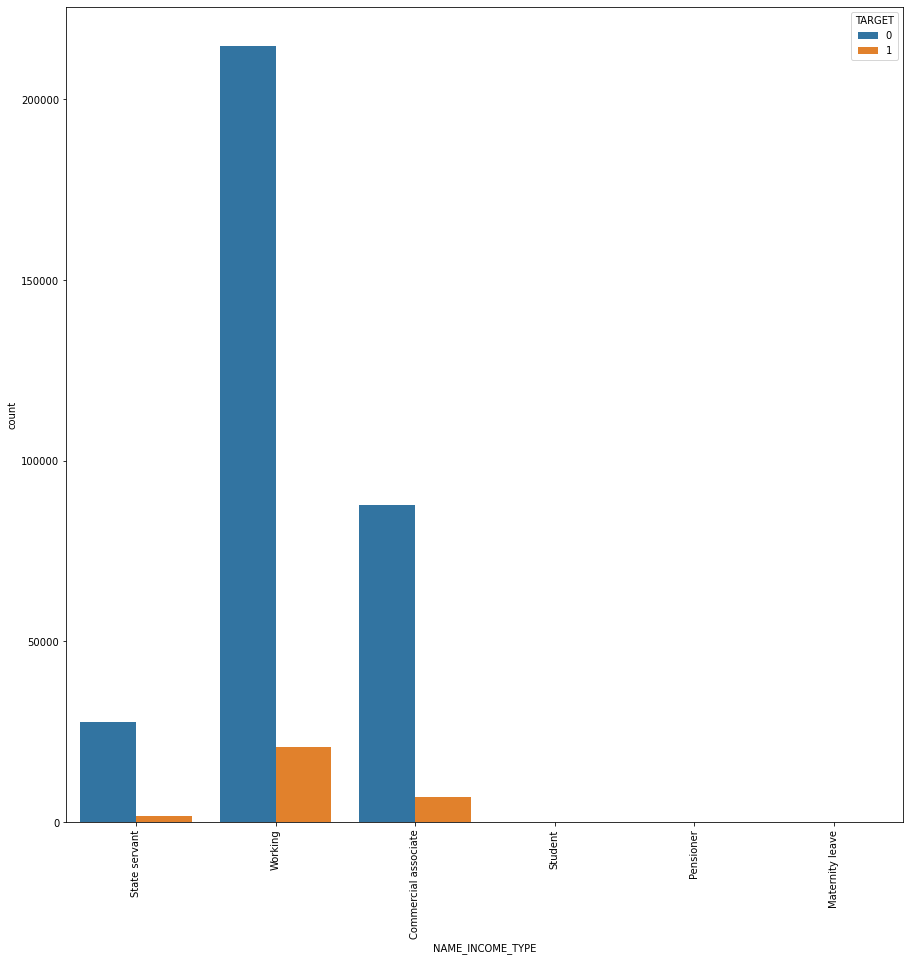 TARGET
0
1
200000
150000
100000
50000
0
count
State servant
Working
Commercial associate
Student
Pensioner
Maternity leave
NAME_INCOME_TYPE